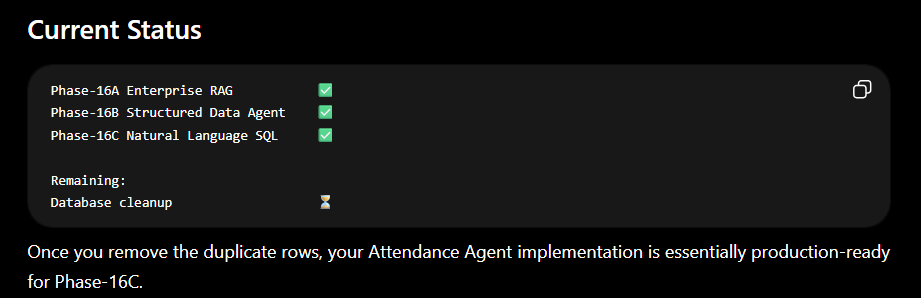 Current Status
Phase-16A Enterprise RAG ✅
Phase-16B Structured Data Agent ✅
Phase-16C Natural Language SQL ✅
Remaining:
Database cleanup ⏳
Once you remove the duplicate rows, your Attendance Agent implementation is essentially production-ready
for Phase-16C.